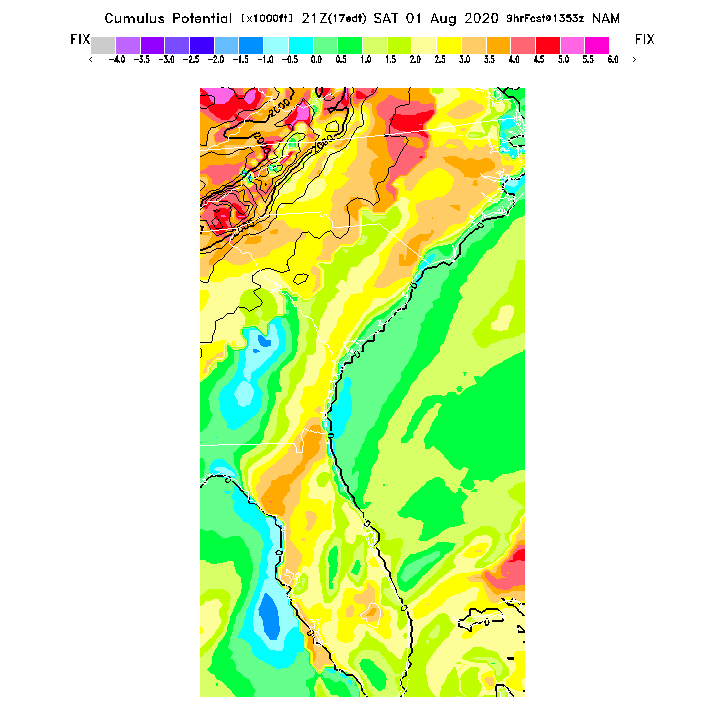 Cumulus Potential [x1000ft] 21Z(17edt) SAT 01 Aug 2020 9hrFcst@1353z NAM
FIX FIX
< -4.0 -3.5 -3.0 -2.5 -2.0 -1.5 -1.0 -0.5 0.0 0.5 1.0 1.5 2.0 2.5 3.0 3.5 4.0 4.5 5.0 5.5 6.0 >
2000